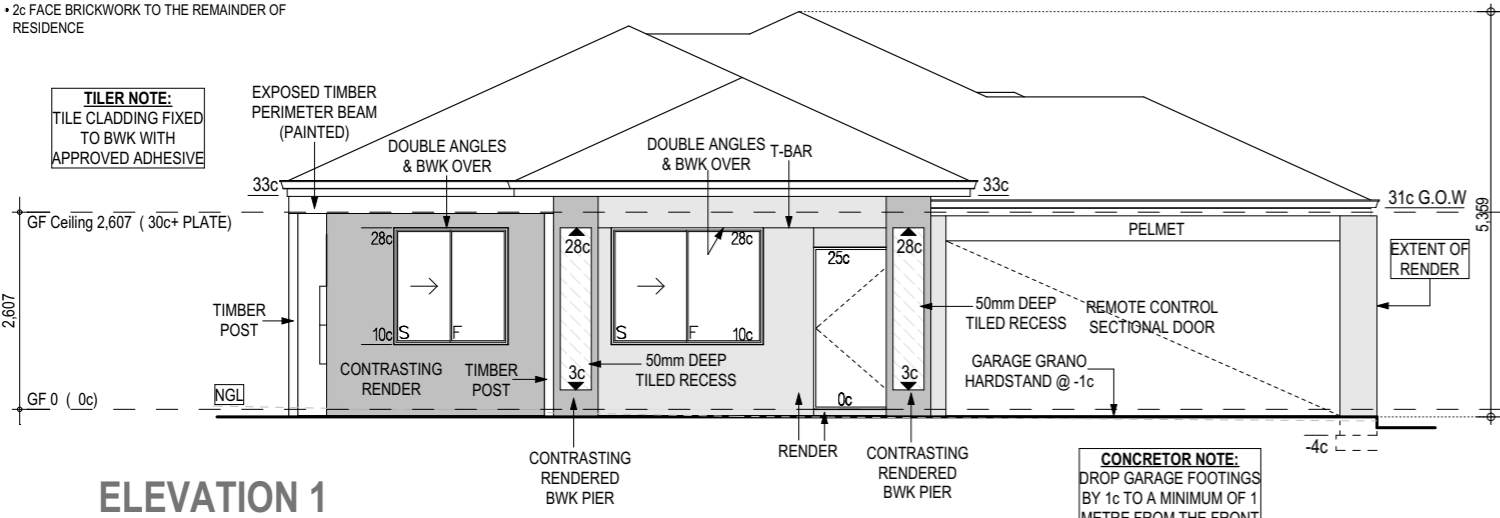 • 2c FACE BRICKWORK TO THE REMAINDER OF
RESIDENCE
TILER NOTE:
TILE CLADDING FIXED
TO BWK WITH
APPROVED ADHESIVE
EXPOSED TIMBER
PERIMETER BEAM
(PAINTED)
DOUBLE ANGLES
& BWK OVER
DOUBLE ANGLES
& BWK OVER
T-BAR
33c
33c
31c G.O.W
5,359
GF Ceiling 2,607 ( 30c+ PLATE)
PELMET
28c
28c
28c
28c
25c
EXTENT OF
RENDER
2,607
TIMBER
POST
50mm DEEP
TILED RECESS
REMOTE CONTROL
SECTIONAL DOOR
10c
S
F
S
F
10c
CONTRASTING
RENDER
TIMBER
POST
3c
50mm DEEP
TILED RECESS
3c
GARAGE GRANO
HARDSTAND @ -1c
NGL
GF 0 ( 0c)
0c
-4c
CONTRASTING
RENDERED
BWK PIER
RENDER
CONTRASTING
RENDERED
BWK PIER
CONCRETOR NOTE:
DROP GARAGE FOOTINGS
BY 1c TO A MINIMUM OF 1
METRE FROM THE FRONT
ELEVATION 1